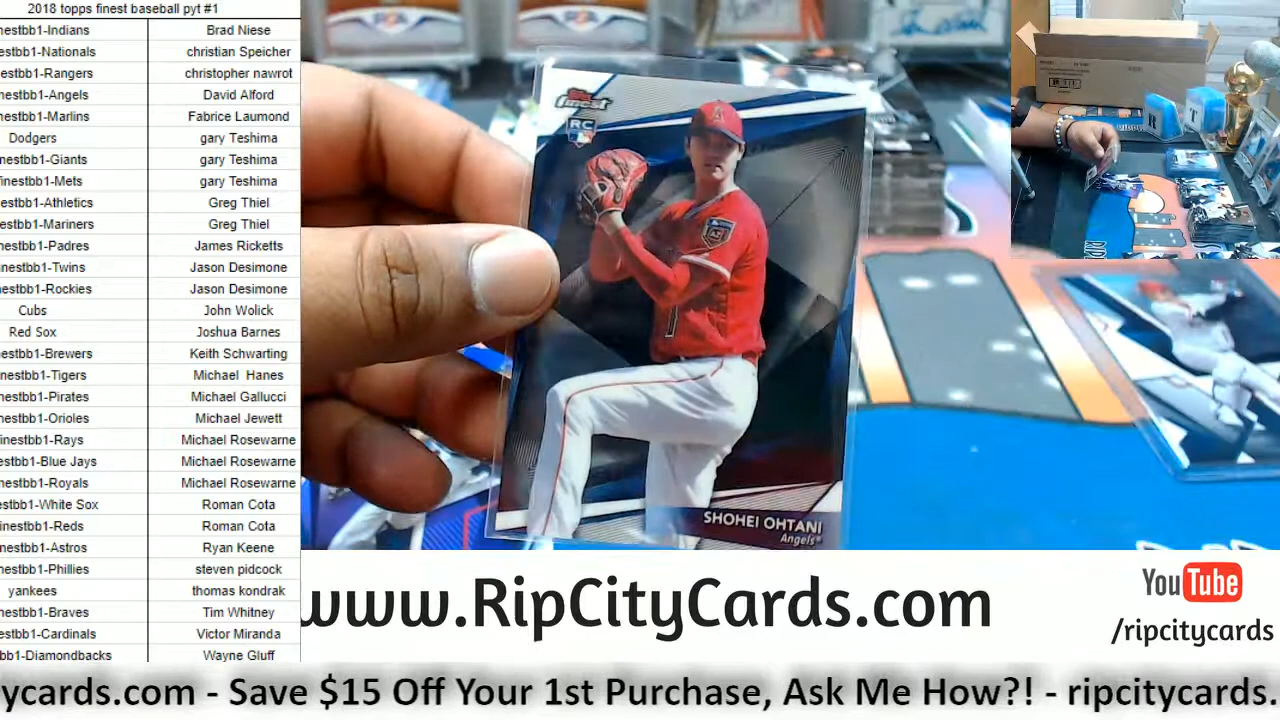 2018 topps finest baseball pyt #1
nestbb1-Indians Brad Niese
nestbb1-Nationals christian Speicher
nestbb1-Rangers christopher nawrot
nestbb1-Angels David Alford
nestbb1-Marlins Fabrice Laumond
Dodgers gary Teshima
nestbb1-Giants gary Teshima
finestbb1-Mets gary Teshima
estbb1-Athletics Greg Thiel
estbb1-Mariners Greg Thiel
nestbb1-Padres James Ricketts
inestbb1-Twins Jason Desimone
nestbb1-Rockies Jason Desimone
Cubs John Wolick
Red Sox Joshua Barnes
estbb1-Brewers Keith Schwarting
nestbb1-Tigers Michael Hanes
nestbb1-Pirates Michael Gallucci
nestbb1-Orioles Michael Jewett
finestbb1-Rays Michael Rosewarne
estbb1-Blue Jays Michael Rosewarne
nestbb1-Royals Michael Rosewarne
estbb1-White Sox Roman Cota
inestbb1-Reds Roman Cota
nestbb1-Astros Ryan Keene
nestbb1-Phillies steven pidcock
yankees thomas kondrak
nestbb1-Braves Tim Whitney
estbb1-Cardinals Victor Miranda
bb1-Diamondbacks Wayne Gluff
Topps
finest
RC
SHOHEI OHTANI
Angels
R T
www.RipCityCards.com
YouTube
/ripcitycards
ycards.com - Save $15 Off Your 1st Purchase, Ask Me How?! - ripcitycards.